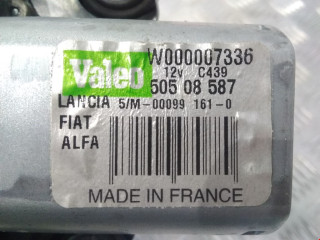 Valeo W000007336
12v C439
505 08 587
LANCIA 5/M-00099 161-0
FIAT
ALFA
MADE IN FRANCE